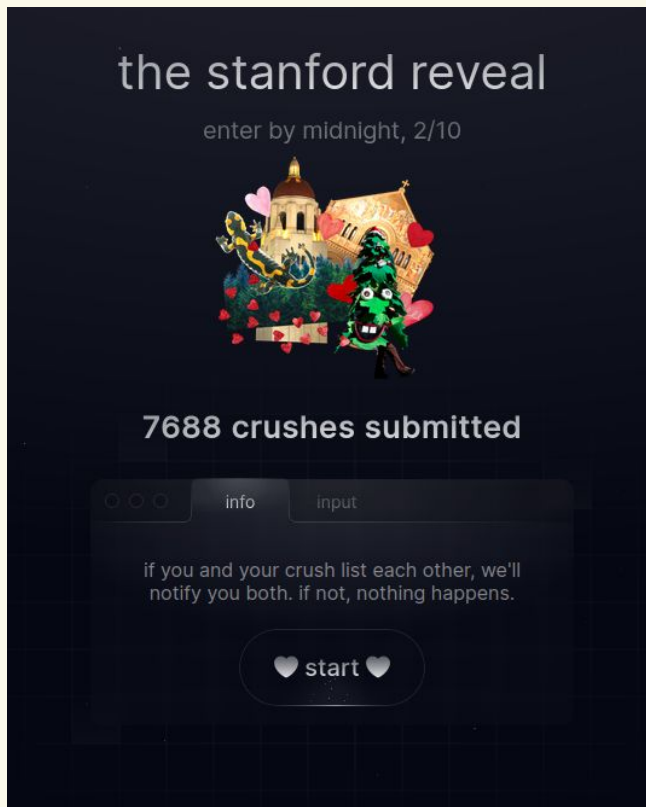 the stanford reveal
enter by midnight, 2/10
7688 crushes submitted
info
input
if you and your crush list each other, we'll
notify you both. if not, nothing happens.
start